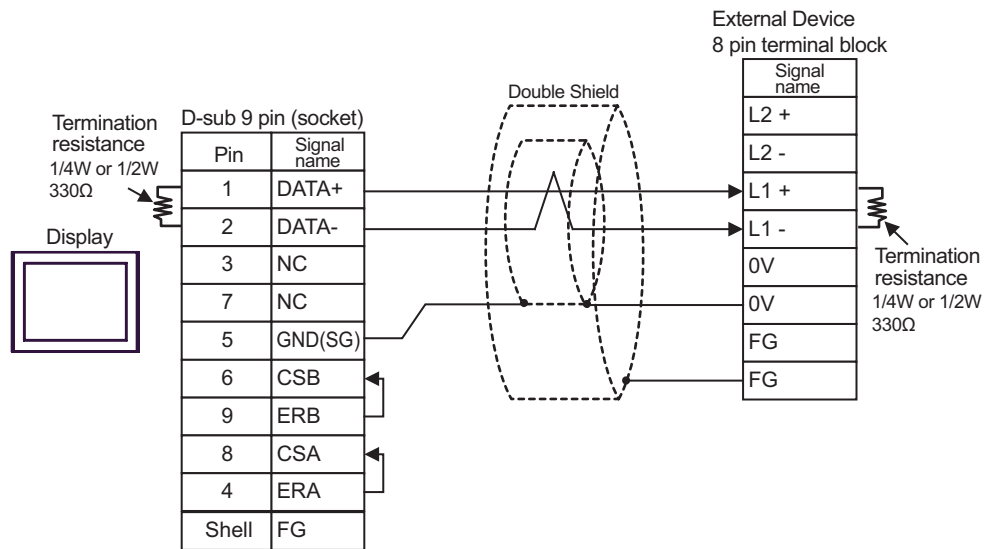 External Device
8 pin terminal block
Signal
name
L2 +
L2 -
L1 +
L1 -
0V
0V
FG
FG
Double Shield
Termination
resistance
1/4W or 1/2W
330Ω
D-sub 9 pin (socket)
Pin
Signal
name
1 DATA+
2 DATA-
3 NC
7 NC
5 GND(SG)
6 CSB
9 ERB
8 CSA
4 ERA
Shell FG
Display
Termination
resistance
1/4W or 1/2W
330Ω